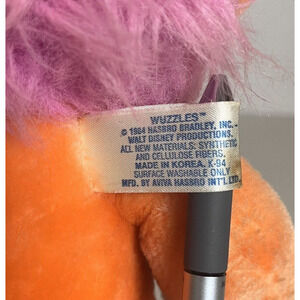 WUZZLES™
© 1984 HASBRO BRADLEY, INC. -
WALT DISNEY PRODUCTIONS.
ALL NEW MATERIALS: SYNTHETIC
AND CELLULOSE FIBERS.
MADE IN KOREA. K-94
SURFACE WASHABLE ONLY
MFD. BY AVIVA HASBRO INT'L LTD.